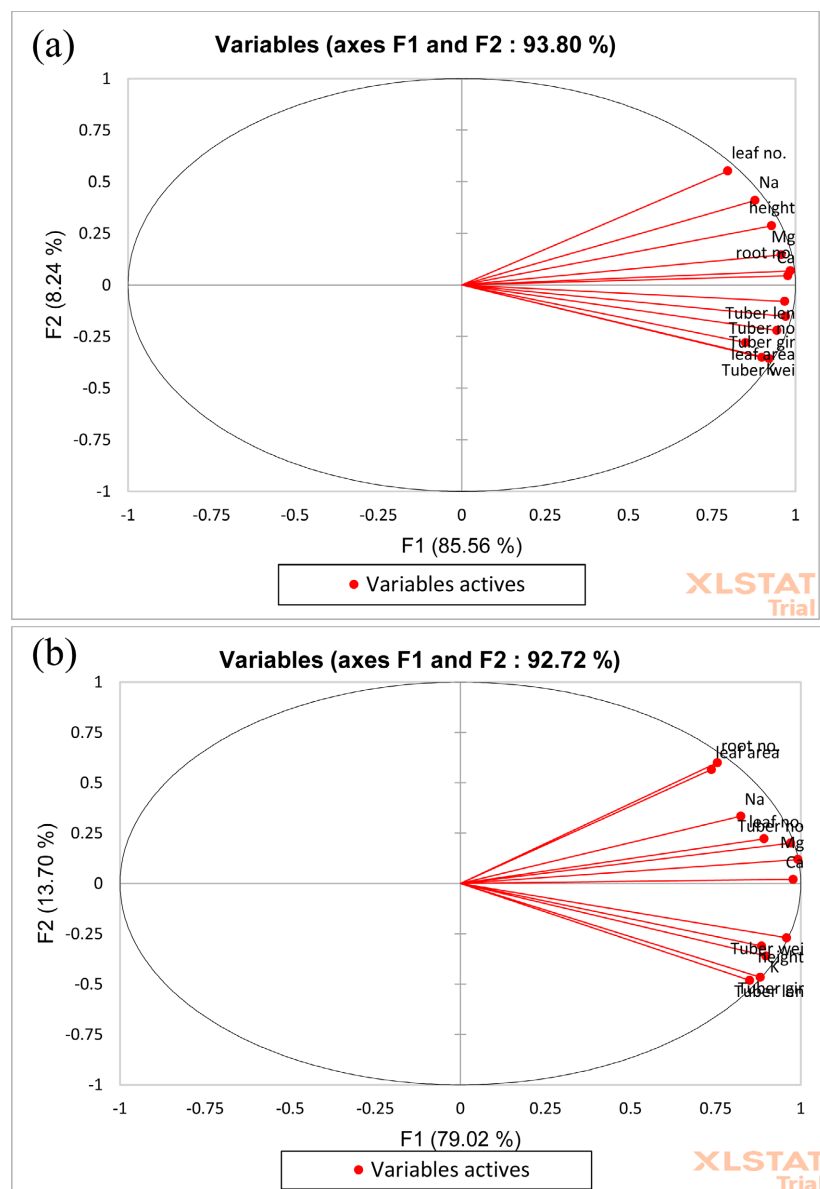 (a)
Variables (axes F1 and F2 : 93.80 %)
1
0.75
0.5
0.25
0
-0.25
-0.5
-0.75
-1
F2 (8.24 %)
leaf no.
Na
height
Mg
root no.
Ca
Tuber len
Tuber no
Tuber gir
leaf area
K
Tuber wei
-1 -0.75 -0.5 -0.25 0 0.25 0.5 0.75 1
F1 (85.56 %)
Variables actives
XLSTAT
Trial
(b)
Variables (axes F1 and F2 : 92.72 %)
1
0.75
0.5
0.25
0
-0.25
-0.5
-0.75
-1
F2 (13.70 %)
root no.
leaf area
Na
leaf no.
Tuber no
Mg
Ca
Tuber wei
height
K
Tuber gir
Tuber len
-1 -0.75 -0.5 -0.25 0 0.25 0.5 0.75 1
F1 (79.02 %)
Variables actives
XLSTAT
Trial